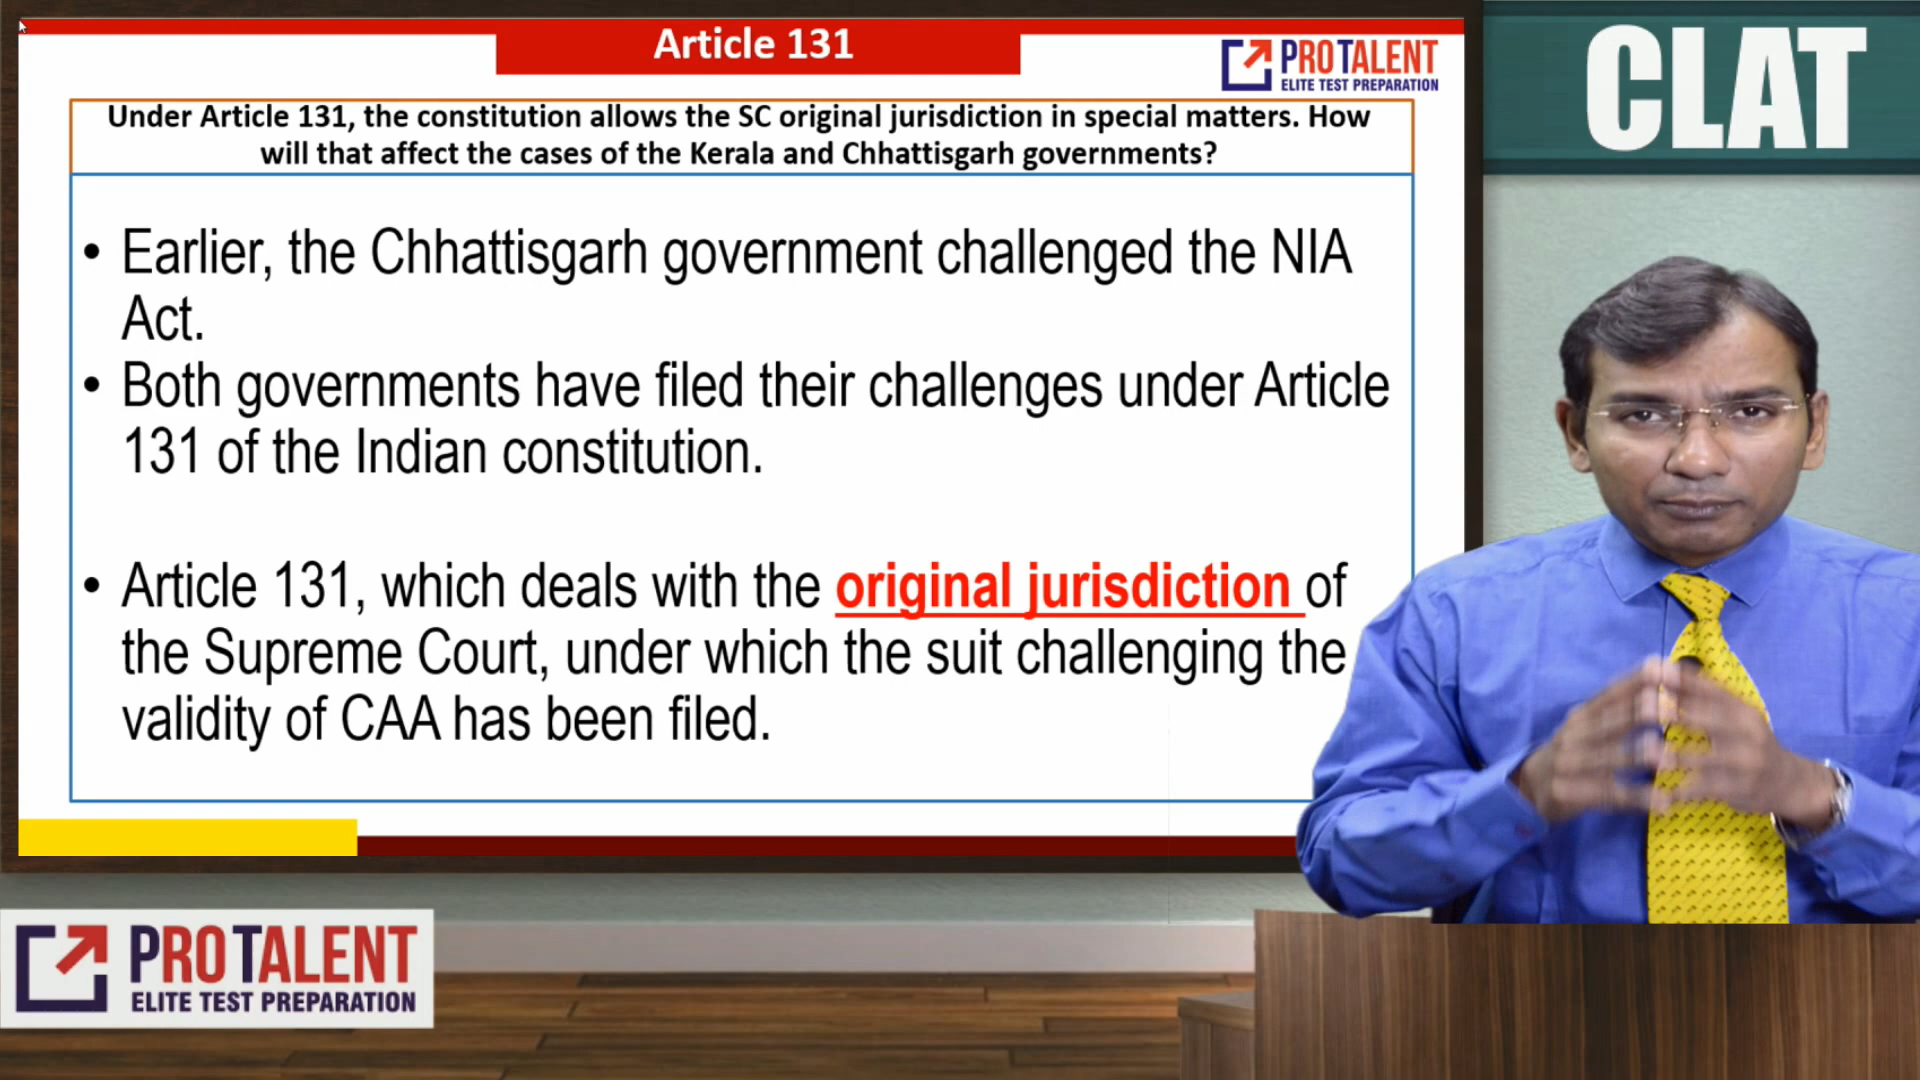 Article 131
PROTALENT
ELITE TEST PREPARATION
CLAT
Under Article 131, the constitution allows the SC original jurisdiction in special matters. How
will that affect the cases of the Kerala and Chhattisgarh governments?
• Earlier, the Chhattisgarh government challenged the NIA
Act.
• Both governments have filed their challenges under Article
131 of the Indian constitution.
• Article 131, which deals with the original jurisdiction of
the Supreme Court, under which the suit challenging the
validity of CAA has been filed.
PROTALENT
ELITE TEST PREPARATION